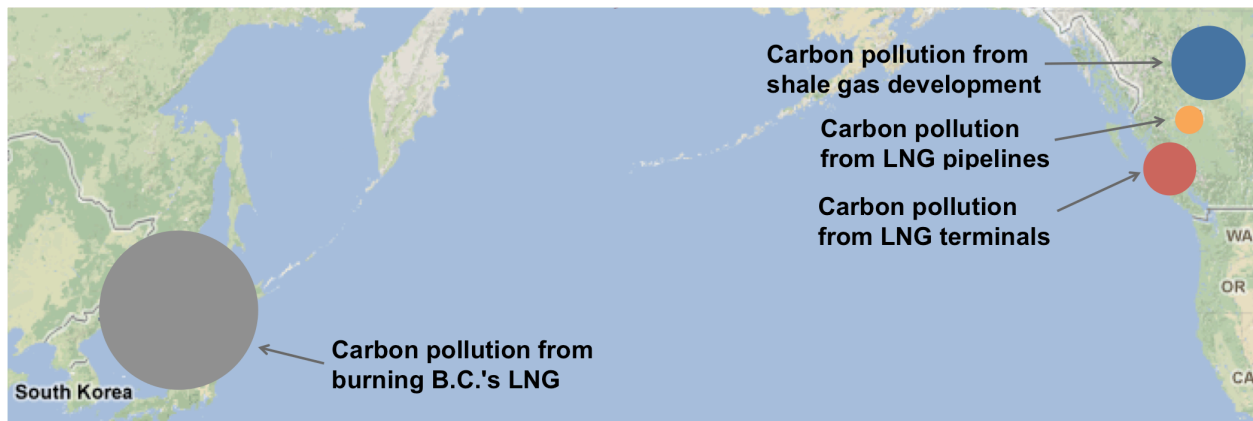 Carbon pollution from
shale gas development
Carbon pollution
from LNG pipelines
Carbon pollution
from LNG terminals
WA
OR
Carbon pollution from
burning B.C.'s LNG
CA
South Korea